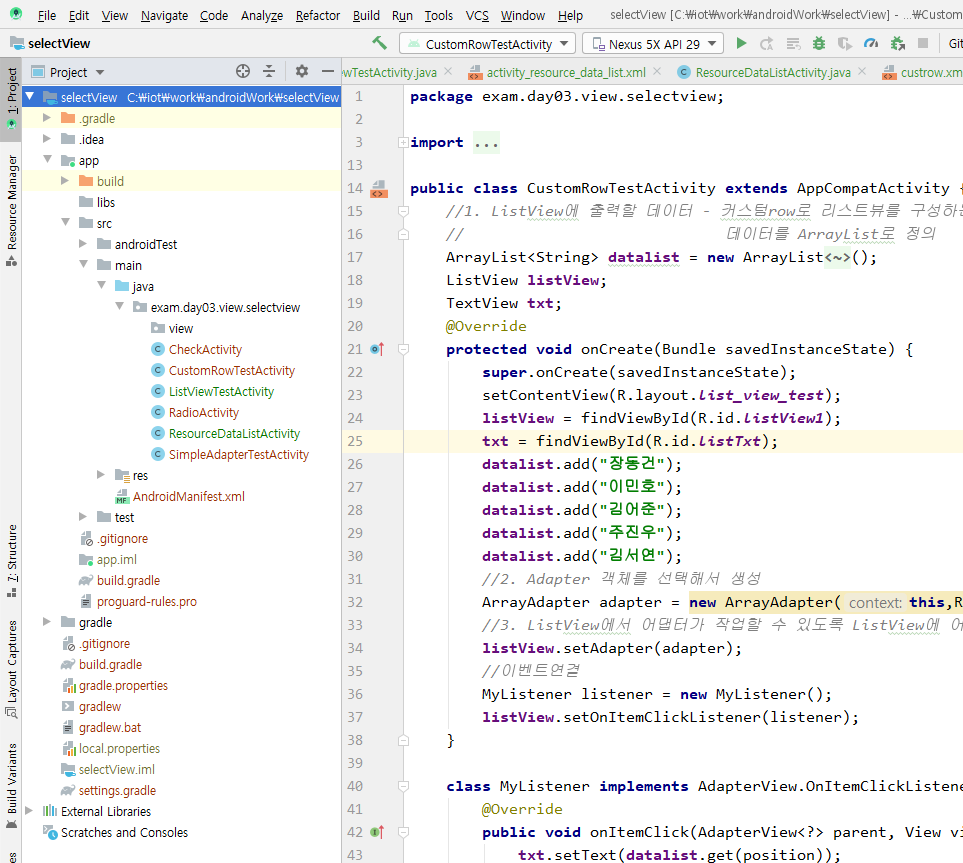 File Edit View Navigate Code Analyze Refactor Build Run Tools VCS Window Help selectView [C:₩iot₩work₩androidWork₩selectView] - ...₩Custom
selectView CustomRowTestActivity Nexus 5X API 29 Git
1: Project
Resource Manager
7: Structure
Layout Captures
Build Variants
Project
wTestActivity.java activity_resource_data_list.xml ResourceDataListActivity.java custrow.xm
selectView C:₩iot₩work₩androidWork₩selectView
.gradle
.idea
app
build
libs
src
androidTest
main
java
exam.day03.view.selectview
view
CheckActivity
CustomRowTestActivity
ListViewTestActivity
RadioActivity
ResourceDataListActivity
SimpleAdapterTestActivity
res
AndroidManifest.xml
test
.gitignore
app.iml
build.gradle
proguard-rules.pro
gradle
.gitignore
build.gradle
gradle.properties
gradlew
gradlew.bat
local.properties
selectView.iml
settings.gradle
External Libraries
Scratches and Consoles
1 package exam.day03.view.selectview;
2
3 import ...
13
14 public class CustomRowTestActivity extends AppCompatActivity {
15 //1. ListView에 출력할 데이터 - 커스텀row로 리스트뷰를 구성하는
16 // 데이터를 ArrayList로 정의
17 ArrayList<String> datalist = new ArrayList<~>();
18 ListView listView;
19 TextView txt;
20 @Override
21 protected void onCreate(Bundle savedInstanceState) {
22 super.onCreate(savedInstanceState);
23 setContentView(R.layout.list_view_test);
24 listView = findViewById(R.id.listView1);
25 txt = findViewById(R.id.listTxt);
26 datalist.add("장동건");
27 datalist.add("이민호");
28 datalist.add("김어준");
29 datalist.add("주진우");
30 datalist.add("김서연");
31 //2. Adapter 객체를 선택해서 생성
32 ArrayAdapter adapter = new ArrayAdapter( context: this,R
33 //3. ListView에서 어댑터가 작업할 수 있도록 ListView에 어
34 listView.setAdapter(adapter);
35 //이벤트연결
36 MyListener listener = new MyListener();
37 listView.setOnItemClickListener(listener);
38 }
39
40 class MyListener implements AdapterView.OnItemClickListene
41 @Override
42 public void onItemClick(AdapterView<?> parent, View vi
43 txt.setText(datalist.get(position));